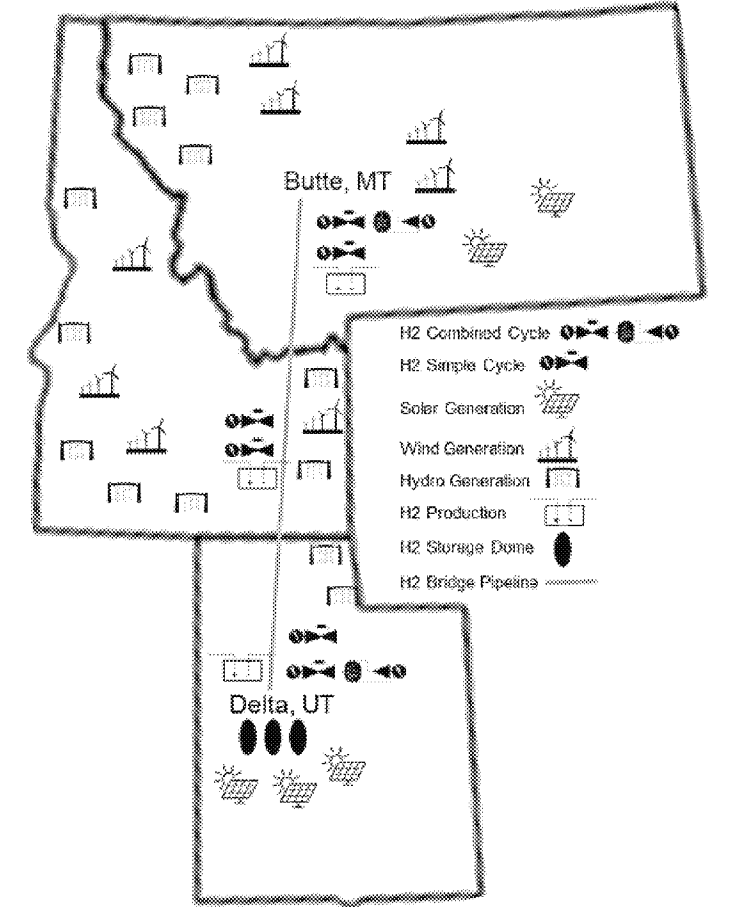 Butte, MT
H2 Combined Cycle
H2 Simple Cycle
Solar Generation
Wind Generation
Hydro Generation
H2 Production
H2 Storage Dome
H2 Bridge Pipeline
Delta, UT